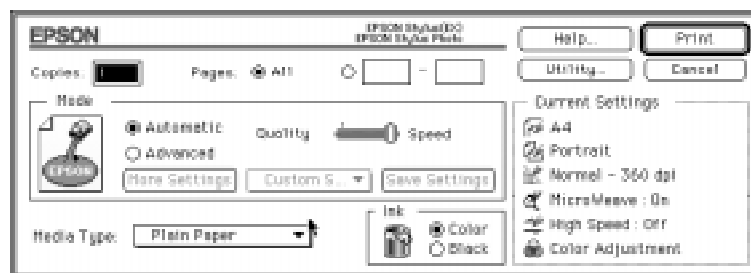 EPSON
EPSON Stylus(EX)
EPSON Stylus Photo
Help...
Print
Copies:
Pages:
All
-
Utility...
Cancel
Mode
Automatic
Advanced
Quality
Speed
EPSON
More Settings
Custom S...
Save Settings
Media Type:
Plain Paper
Ink
Color
Black
Current Settings
A4
Portrait
Normal - 360 dpi
MicroWeave : On
High Speed : Off
Color Adjustment